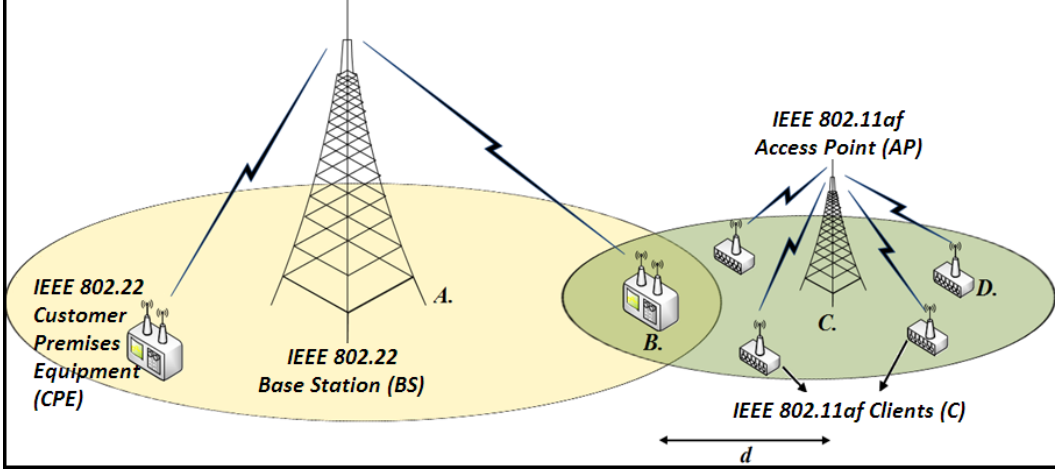 IEEE 802.11af
Access Point (AP)
IEEE 802.22
Customer
Premises
Equipment
(CPE)
A.
IEEE 802.22
Base Station (BS)
B.
C.
D.
IEEE 802.11af Clients (C)
d